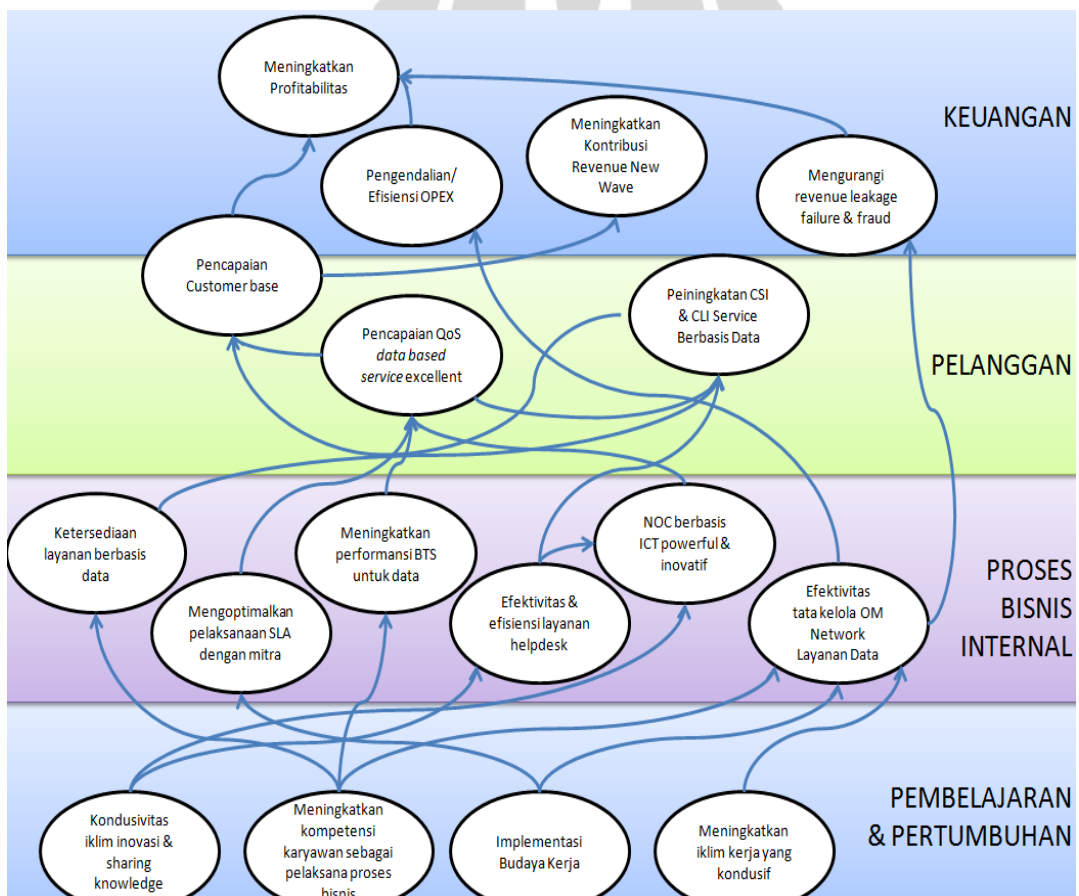 Meningkatkan
Profitabilitas
Pengendalian/
Efisiensi OPEX
Meningkatkan
Kontribusi
Revenue New
Wave
Mengurangi
revenue leakage
failure & fraud
KEUANGAN
Pencapaian
Customer base
Pencapaian QoS
data based
service excellent
Peiningkatan CSI
& CLI Service
Berbasis Data
PELANGGAN
Ketersediaan
layanan berbasis
data
Mengoptimalkan
pelaksanaan SLA
dengan mitra
Meningkatkan
performansi BTS
untuk data
Efektivitas &
efisiensi layanan
helpdesk
NOC berbasis
ICT powerful &
inovatif
Efektivitas
tata kelola OM
Network
Layanan Data
PROSES
BISNIS
INTERNAL
Kondusivitas
iklim inovasi &
sharing
knowledge
Meningkatkan
kompetensi
karyawan sebagai
pelaksana proses
bisnis
Implementasi
Budaya Kerja
Meningkatkan
iklim kerja yang
kondusif
PEMBELAJARAN
& PERTUMBUHAN